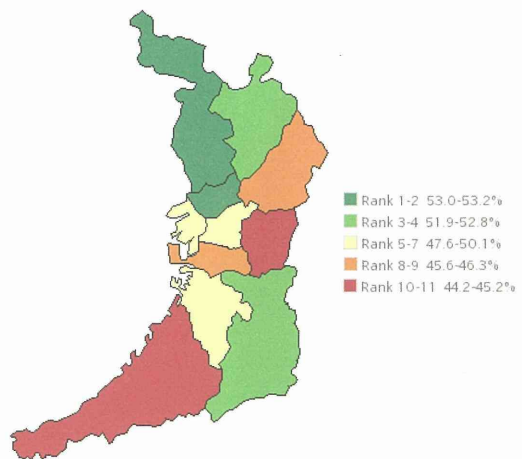 Rank 1-2 53.0-53.2%
Rank 3-4 51.9-52.8%
Rank 5-7 47.6-50.1%
Rank 8-9 45.6-46.3%
Rank 10-11 44.2-45.2%